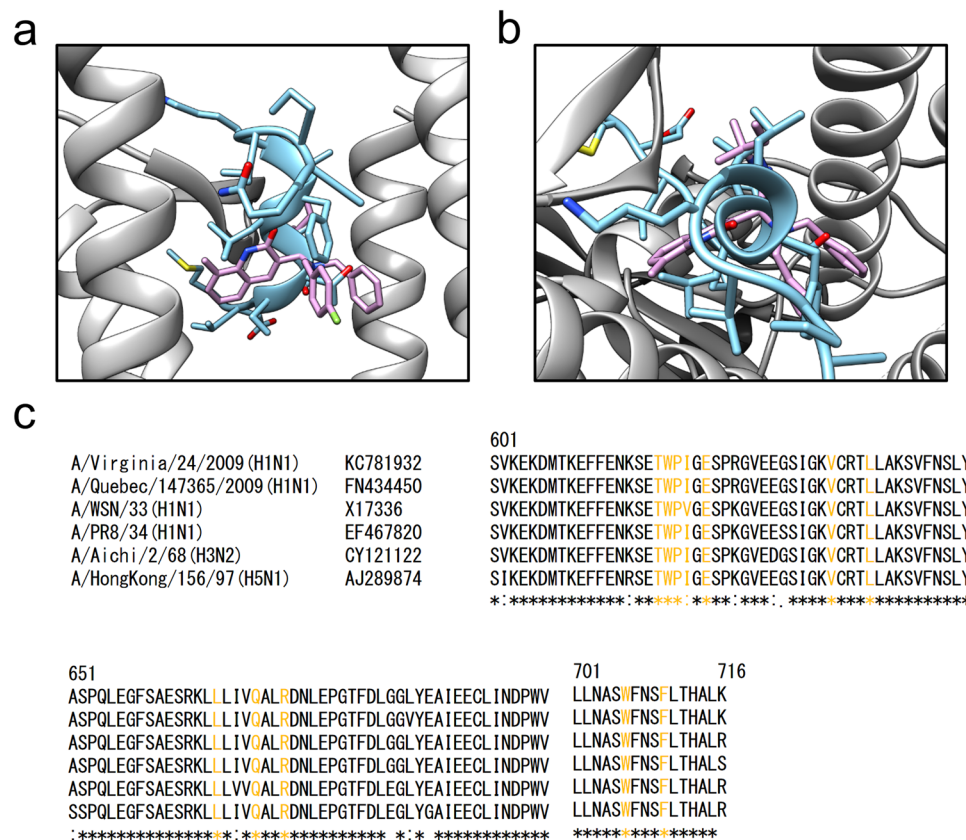 a
b
c
601
A/Virginia/24/2009(H1N1) KC781932 SVKEKDMTKEFFENKSETWPIGESPRGVEEGSIGKVCRTLLAKSVFNSLY
A/Quebec/147365/2009(H1N1) FN434450 SVKEKDMTKEFFENKSETWPIGESPKGVEEGSIGKVCRTLLAKSVFNSLY
A/WSN/33(H1N1) X17336 SVKEKDMTKEFFENKSETWPVGESPKGVEEGSIGKVCRTLLAKSVFNSLY
A/PR8/34(H1N1) EF467820 SVKEKDMTKEFFENKSETWPIGESPKGVEESSIGKVCRTLLAKSVFNSLY
A/Aichi/2/68(H3N2) CY121122 SVKEKDMTKEFFENKSETWPIGESPKGVEDGSIGKVCRTLLAKSVFNSLY
A/HongKong/156/97(H5N1) AJ289874 SIKEKDMTKEFFENRSETWPIGESPKGVEEGSIGKVCRTLLAKSVFNSLY
*:************:*****:****:***:.*******************
651 701 716
ASPQLEGFSAESRKLLLIVQALRDNLEPGTFDLGGLYEAIEECLINDPWV LLNASWFNSFLTHALK
ASPQLEGFSAESRKLLLIVQALRDNLEPGTFDLGGVYEAIEECLINDPWV LLNASWFNSFLTHALK
ASPQLEGFSAESRKLLLIVQALRDNLEPGTFDLGGLYEAIEECLINDPWV LLNASWFNSFLTHALR
ASPQLEGFSAESRKLLLIVQALRDNLEPGTFDLGGLYEAIEECLINDPWV LLNASWFNSFLTHALS
ASPQLEGFSAESRKLLLVVQALRDNLEPGTFDLGGLYEAIEECLINDPWV LLNASWFNSFLTHALR
SSPQLEGFSAESRKLLLIVQALRDNLEPGTFDLEGLYGAIEECLINDPWV LLNASWFNSFLTHALR
:****************:*************** *:* ************ ***************